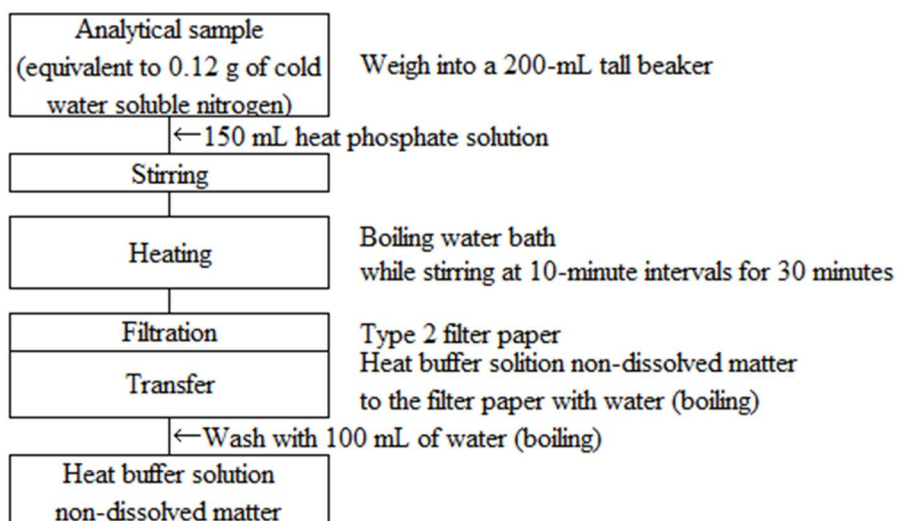 Analytical sample
(equivalent to 0.12 g of cold
water soluble nitrogen)
Weigh into a 200-mL tall beaker
←150 mL heat phosphate solution
Stirring
Heating
Boiling water bath
while stirring at 10-minute intervals for 30 minutes
Filtration
Type 2 filter paper
Transfer
Heat buffer solition non-dissolved matter
to the filter paper with water (boiling)
←Wash with 100 mL of water (boiling)
Heat buffer solution
non-dissolved matter